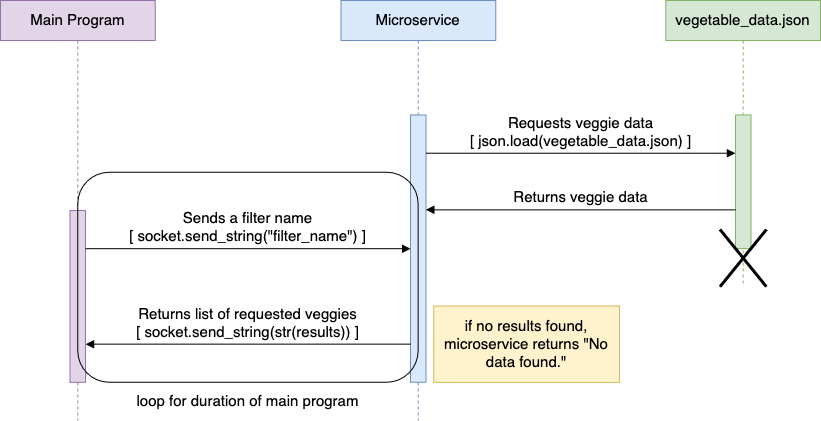 Main Program
Microservice
vegetable_data.json
Requests veggie data
[ json.load(vegetable_data.json) ]
Returns veggie data
Sends a filter name
[ socket.send_string("filter_name") ]
Returns list of requested veggies
[ socket.send_string(str(results)) ]
if no results found,
microservice returns "No
data found."
loop for duration of main program